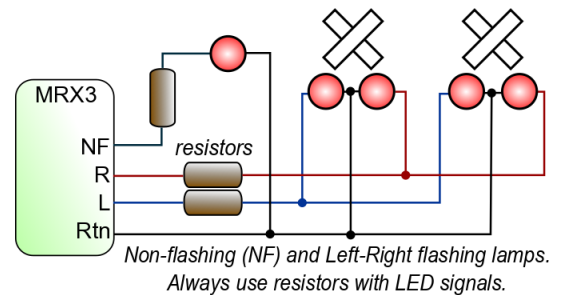 MRX3
NF
resistors
R
L
Rtn
Non-flashing (NF) and Left-Right flashing lamps.
Always use resistors with LED signals.